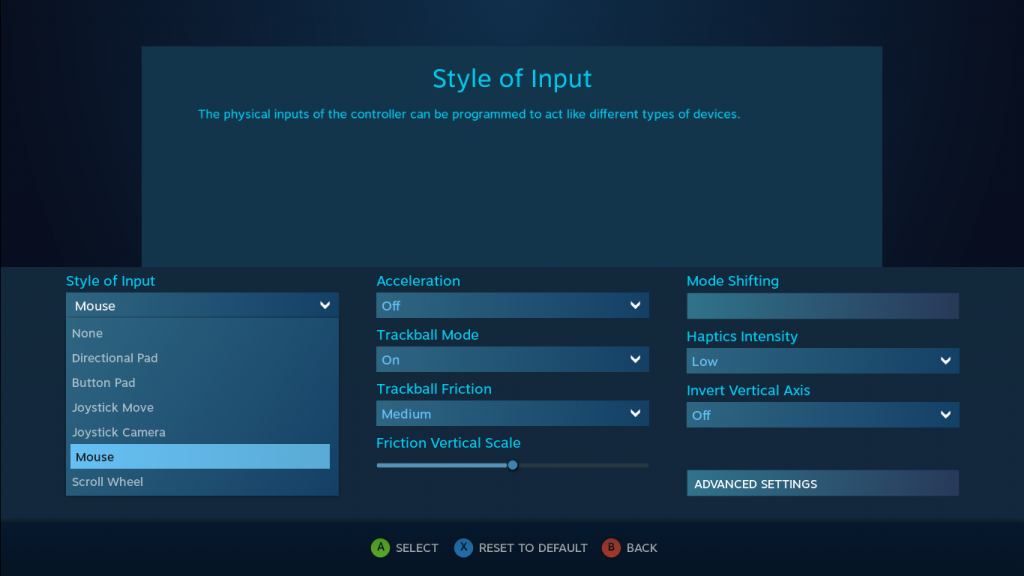 Style of Input
The physical inputs of the controller can be programmed to act like different types of devices.
Style of Input
Mouse
None
Directional Pad
Button Pad
Joystick Move
Joystick Camera
Mouse
Scroll Wheel
Acceleration
Off
Trackball Mode
On
Trackball Friction
Medium
Friction Vertical Scale
Mode Shifting
Haptics Intensity
Low
Invert Vertical Axis
Off
ADVANCED SETTINGS
A SELECT X RESET TO DEFAULT B BACK